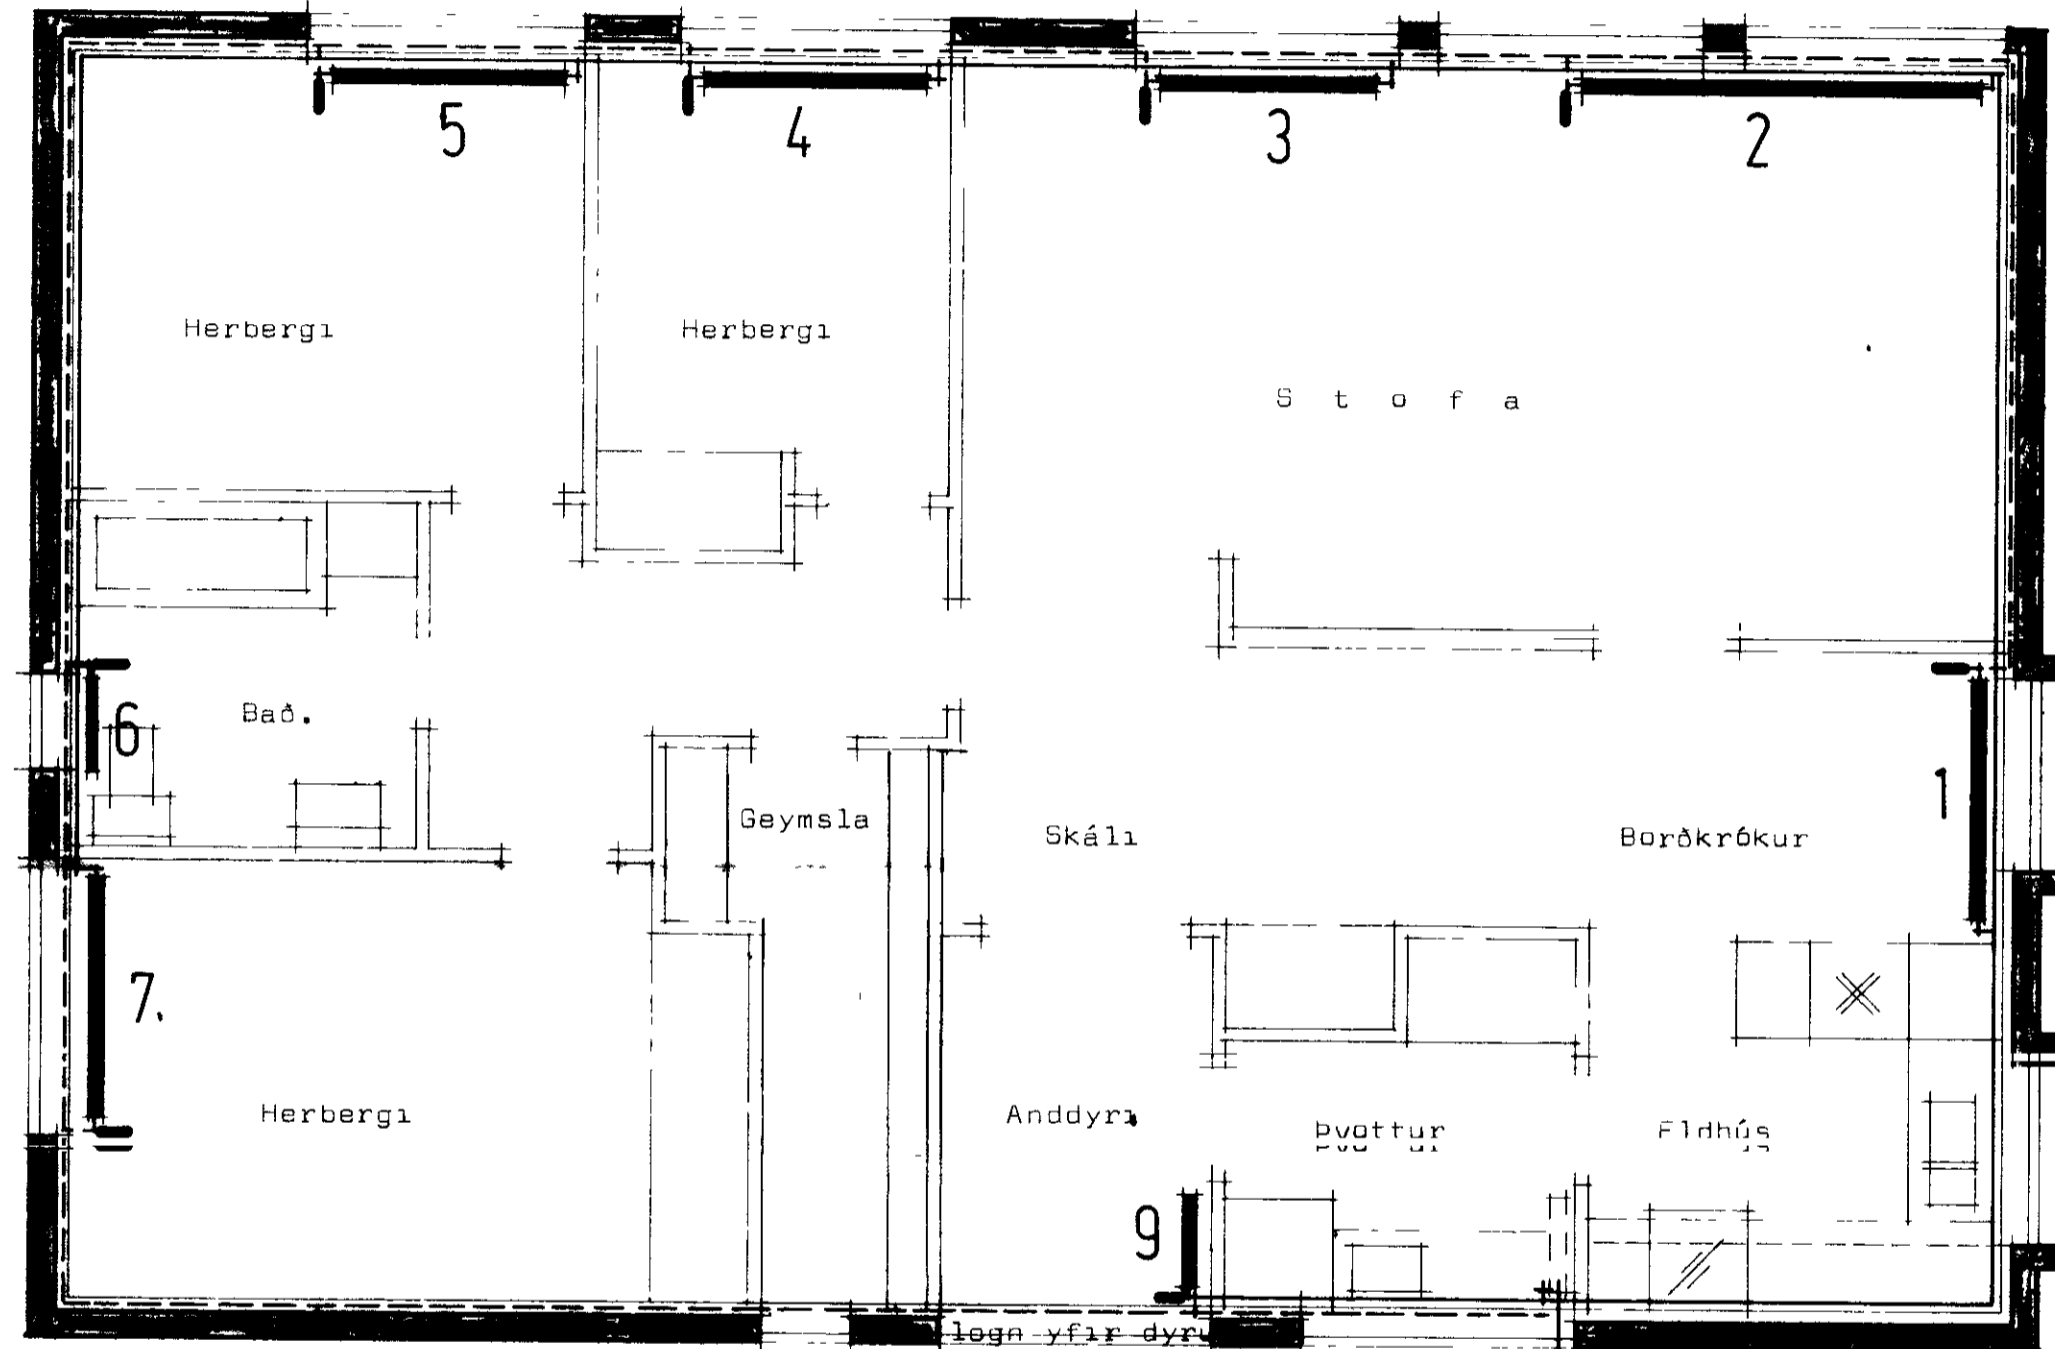 5
4
3
2
Herbergi
Herbergi
S t o f a
6
Bað.
1
Geymsla
Skáli
Borðkrókur
7.
Herbergi
Anddyri
Þvottur
Eldhús
9
logn yfir dyru